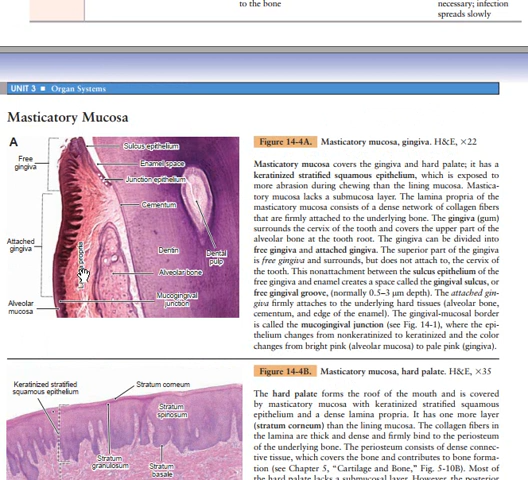 to the bone
necessary; infection
spreads slowly
UNIT 3 ■ Organ Systems
Masticatory Mucosa
A
Free
gingiva
Attached
gingiva
Alveolar
mucosa
Sulcus epithelium
Enamel space
Junction epithelium
Cementum
Dentin
Dental
pulp
Alveolar bone
Mucogingival
junction
propria
Figure 14-4A. Masticatory mucosa, gingiva. H&E, ×22
Masticatory mucosa covers the gingiva and hard palate; it has a
keratinized stratified squamous epithelium, which is exposed to
more abrasion during chewing than the lining mucosa. Mastica-
tory mucosa lacks a submucosa layer. The lamina propria of the
masticatory mucosa consists of a dense network of collagen fibers
that are firmly attached to the underlying bone. The gingiva (gum)
surrounds the cervix of the tooth and covers the upper part of the
alveolar bone at the tooth root. The gingiva can be divided into
free gingiva and attached gingiva. The superior part of the gingiva
is free gingiva and surrounds, but does not attach to, the cervix of
the tooth. This nonattachment between the sulcus epithelium of the
free gingiva and enamel creates a space called the gingival sulcus, or
free gingival groove, (normally 0.5–3 μm depth). The attached gin-
giva firmly attaches to the underlying hard tissues (alveolar bone,
cementum, and edge of the enamel). The gingival-mucosal border
is called the mucogingival junction (see Fig. 14-1), where the epi-
thelium changes from nonkeratinized to keratinized and the color
changes from bright pink (alveolar mucosa) to pale pink (gingiva).
Keratinized stratified
squamous epithelium
Stratum corneum
Stratum
spinosum
Stratum
granulosum
Stratum
basale
Figure 14-4B. Masticatory mucosa, hard palate. H&E, ×35
The hard palate forms the roof of the mouth and is covered
by masticatory mucosa with keratinized stratified squamous
epithelium and a dense lamina propria. It has one more layer
(stratum corneum) than the lining mucosa. The collagen fibers in
the lamina are thick and dense and firmly bind to the periosteum
of the underlying bone. The periosteum consists of dense connec-
tive tissue, which covers the bone and contributes to bone forma-
tion (see Chapter 5, “Cartilage and Bone,” Fig. 5-10B). Most of
the hard palate lacks a submucosal layer. However, the posterior